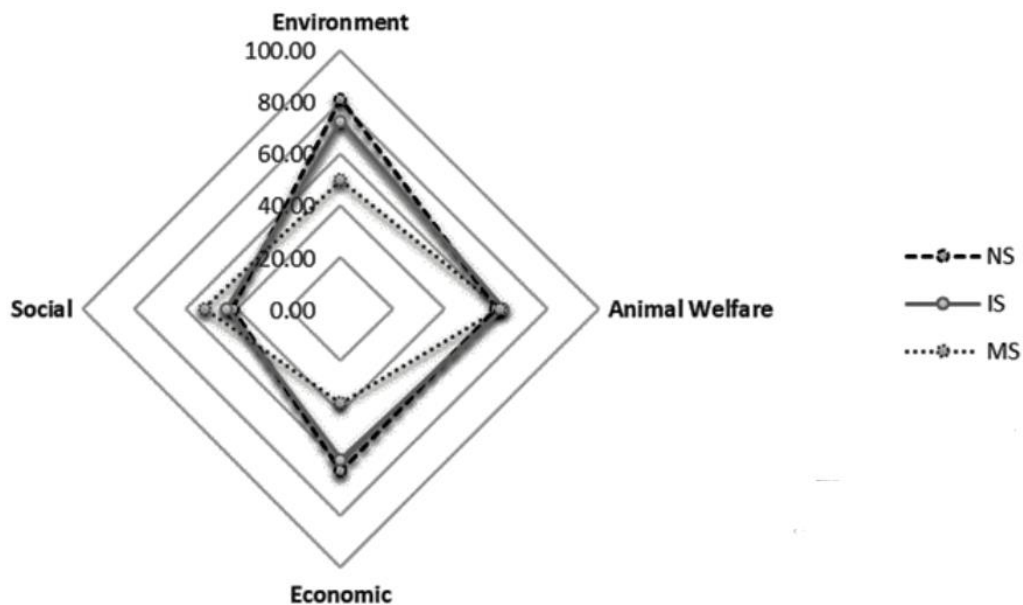 Environment
100.00
80.00
60.00
40.00
20.00
0.00
Social
Animal Welfare
Economic
NS
IS
MS